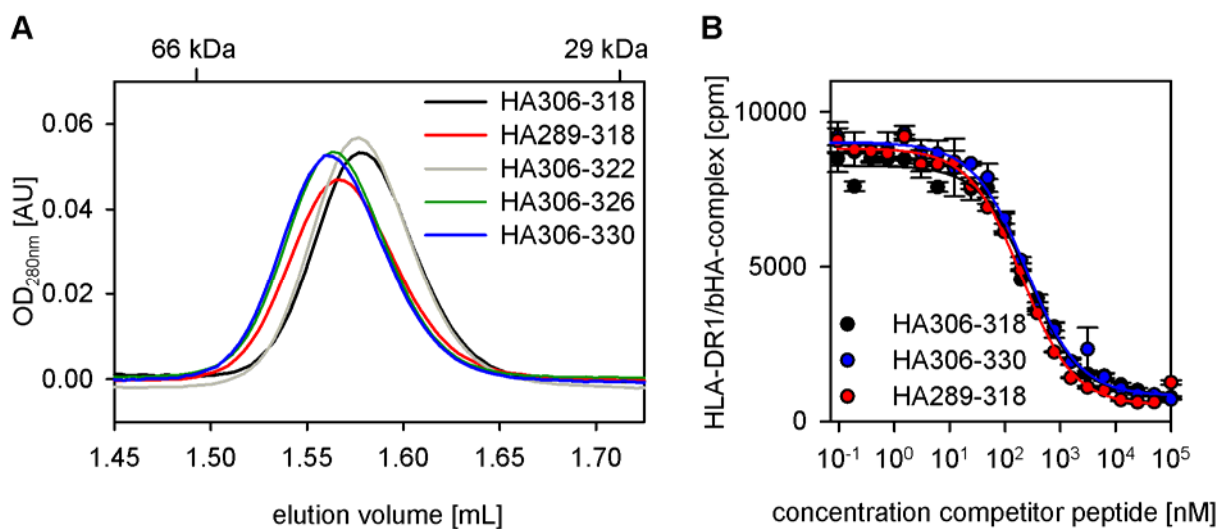 A
66 kDa
29 kDa
OD280nm [AU]
0.06
0.04
0.02
0.00
HA306-318
HA289-318
HA306-322
HA306-326
HA306-330
1.45
1.50
1.55
1.60
1.65
1.70
elution volume [mL]
B
HLA-DR1/bHA-complex [cpm]
10000
5000
0
HA306-318
HA306-330
HA289-318
10-1
100
101
102
103
104
105
concentration competitor peptide [nM]